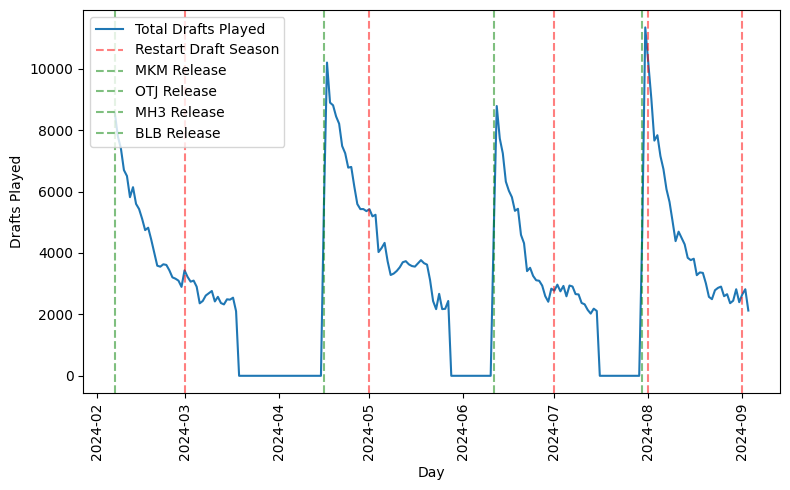 Total Drafts Played
Restart Draft Season
MKM Release
OTJ Release
MH3 Release
BLB Release
Drafts Played
10000
8000
6000
4000
2000
0
2024-02
2024-03
2024-04
2024-05
2024-06
2024-07
2024-08
2024-09
Day